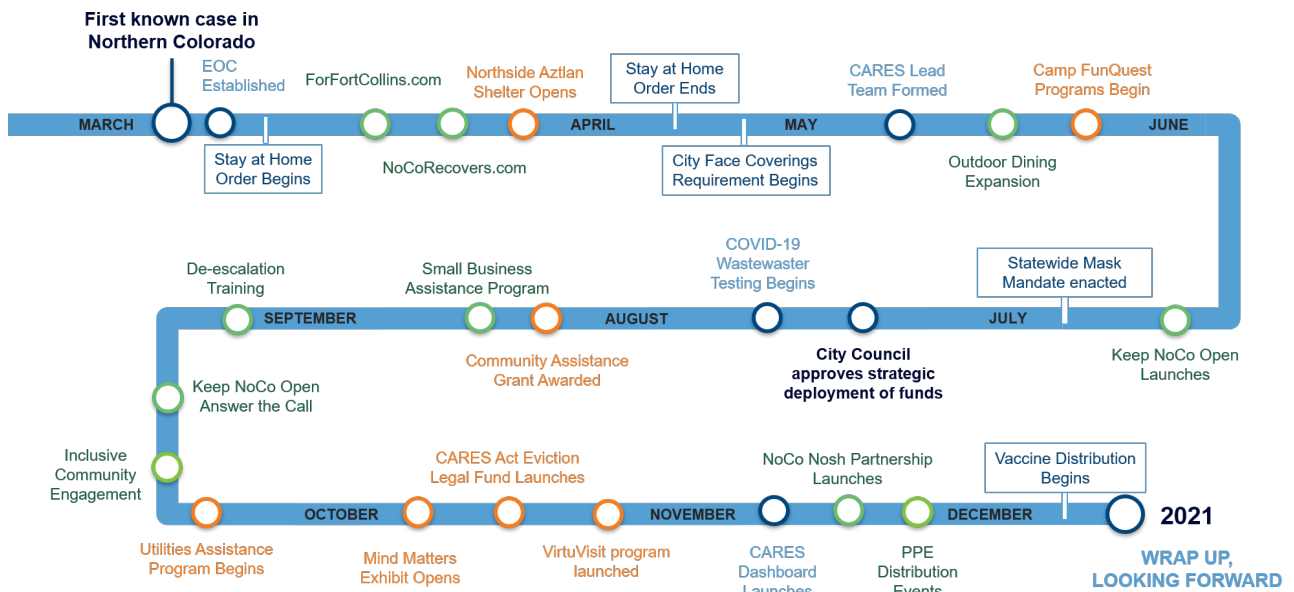 First known case in
Northern Colorado
EOC
Established
ForFortCollins.com
Northside Aztlan
Shelter Opens
Stay at Home
Order Ends
CARES Lead
Team Formed
Camp FunQuest
Programs Begin
MARCH
APRIL
MAY
JUNE
Stay at Home
Order Begins
NoCoRecovers.com
City Face Coverings
Requirement Begins
Outdoor Dining
Expansion
De-escalation
Training
Small Business
Assistance Program
COVID-19
Wastewaster
Testing Begins
Statewide Mask
Mandate enacted
SEPTEMBER
AUGUST
JULY
Community Assistance
Grant Awarded
City Council
approves strategic
deployment of funds
Keep NoCo Open
Launches
Keep NoCo Open
Answer the Call
Inclusive
Community
Engagement
CARES Act Eviction
Legal Fund Launches
NoCo Nosh Partnership
Launches
Vaccine Distribution
Begins
OCTOBER
NOVEMBER
DECEMBER
2021
Utilities Assistance
Program Begins
Mind Matters
Exhibit Opens
VirtuVisit program
launched
CARES
Dashboard
Launches
PPE
Distribution
Events
WRAP UP,
LOOKING FORWARD